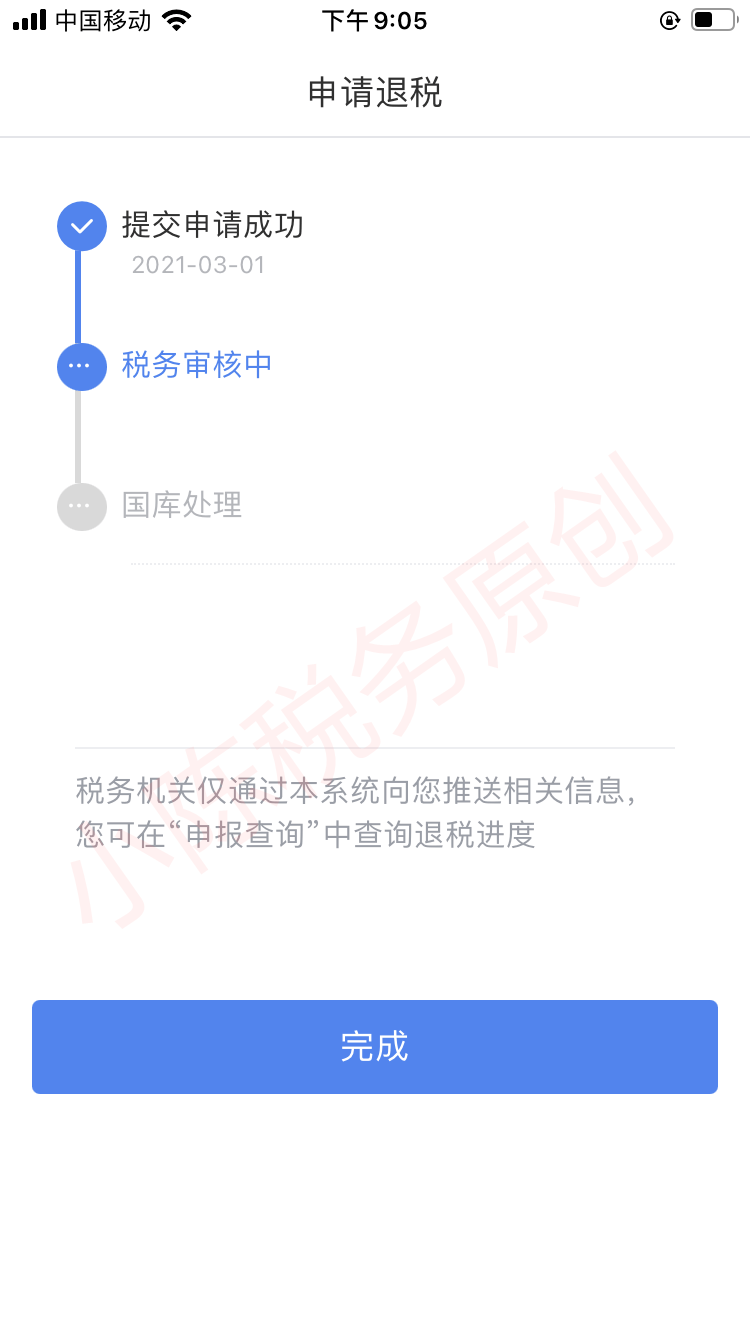 中国移动
下午9:05
申请退税
提交申请成功
2021-03-01
税务审核中
国库处理
税务机关仅通过本系统向您推送相关信息，
您可在“申报查询”中查询退税进度
小陈税务原创
完成